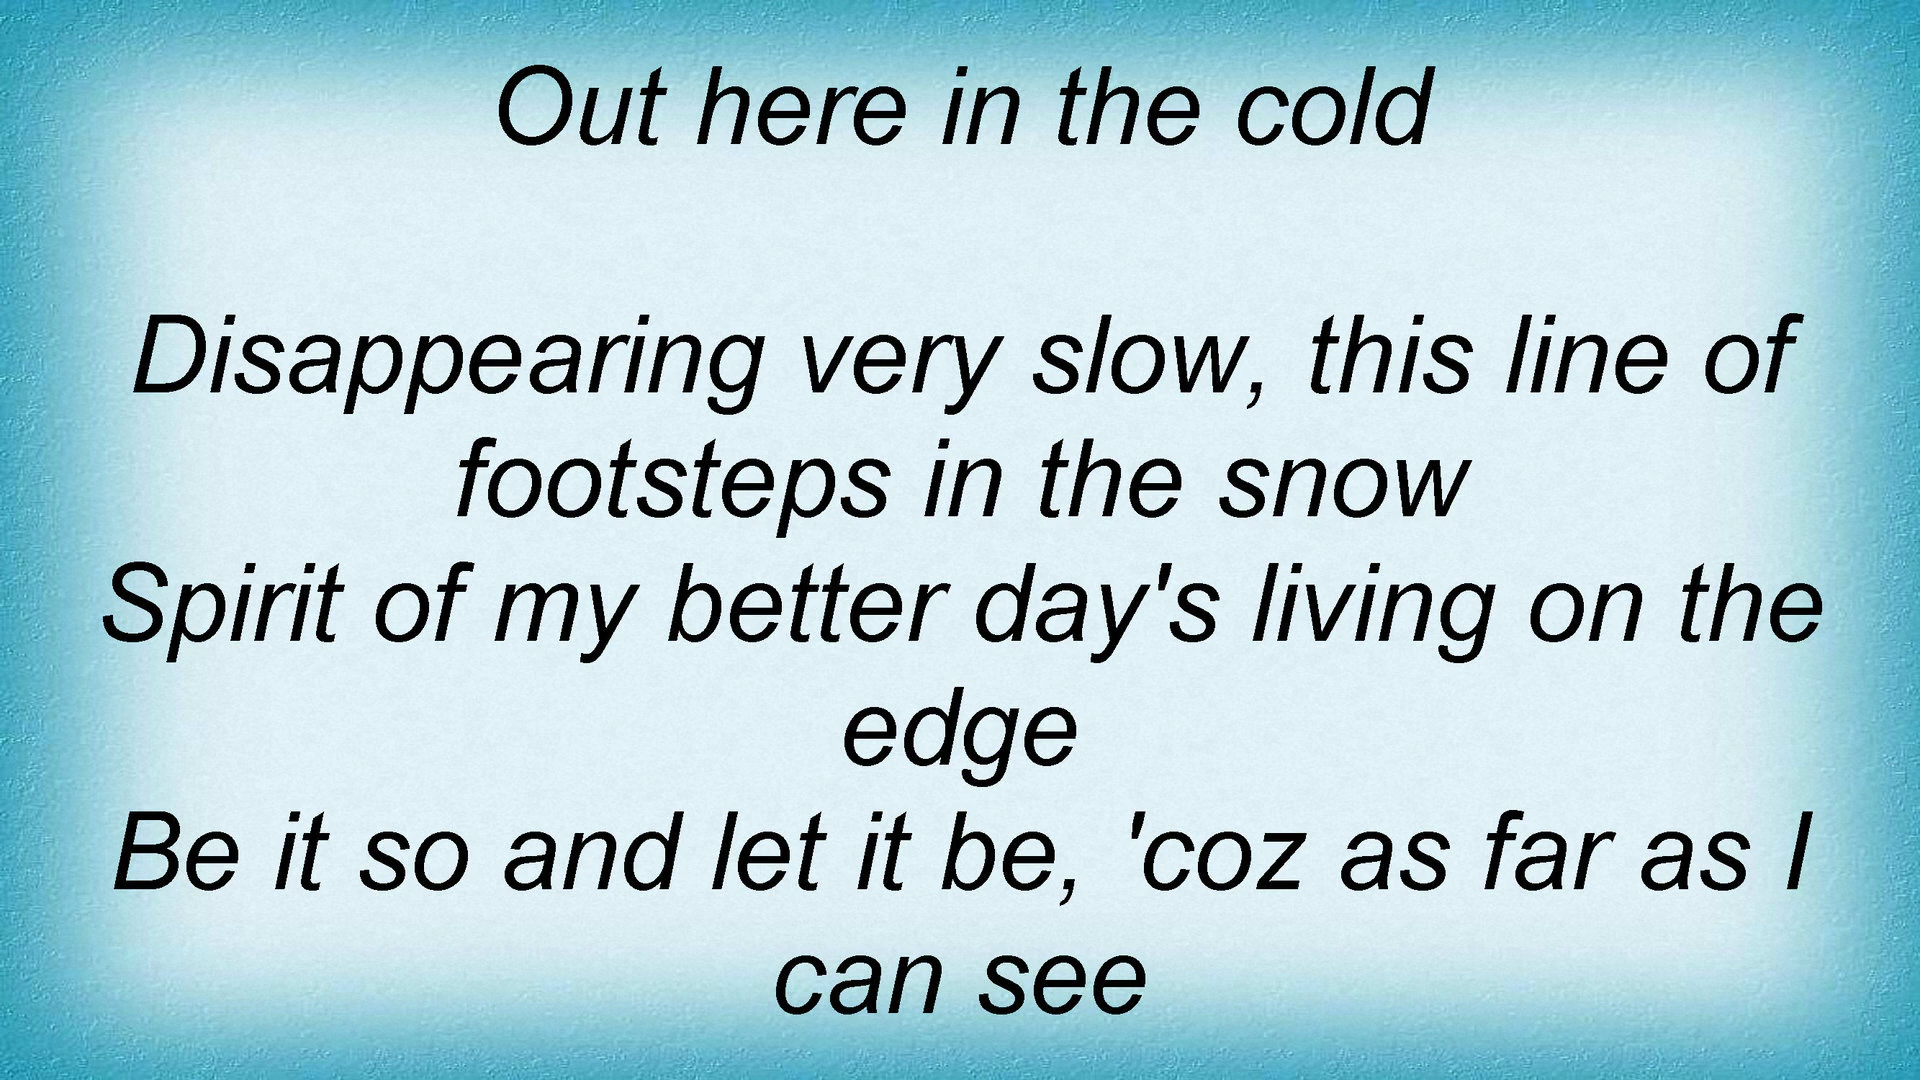 Out here in the cold
Disappearing very slow, this line of
footsteps in the snow
Spirit of my better day's living on the
edge
Be it so and let it be, 'coz as far as I
can see